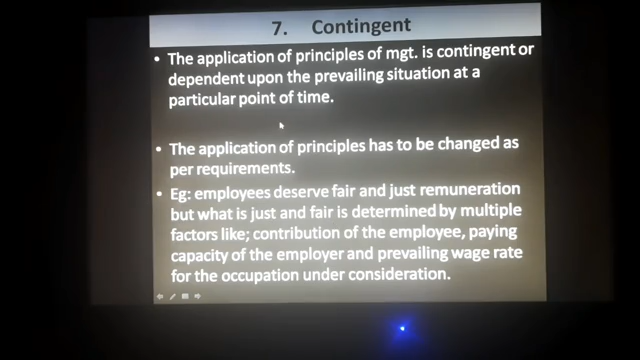 7. Contingent
• The application of principles of mgt. is contingent or
dependent upon the prevailing situation at a
particular point of time.
• The application of principles has to be changed as
per requirements.
• Eg: employees deserve fair and just remuneration
but what is just and fair is determined by multiple
factors like; contribution of the employee, paying
capacity of the employer and prevailing wage rate
for the occupation under consideration.